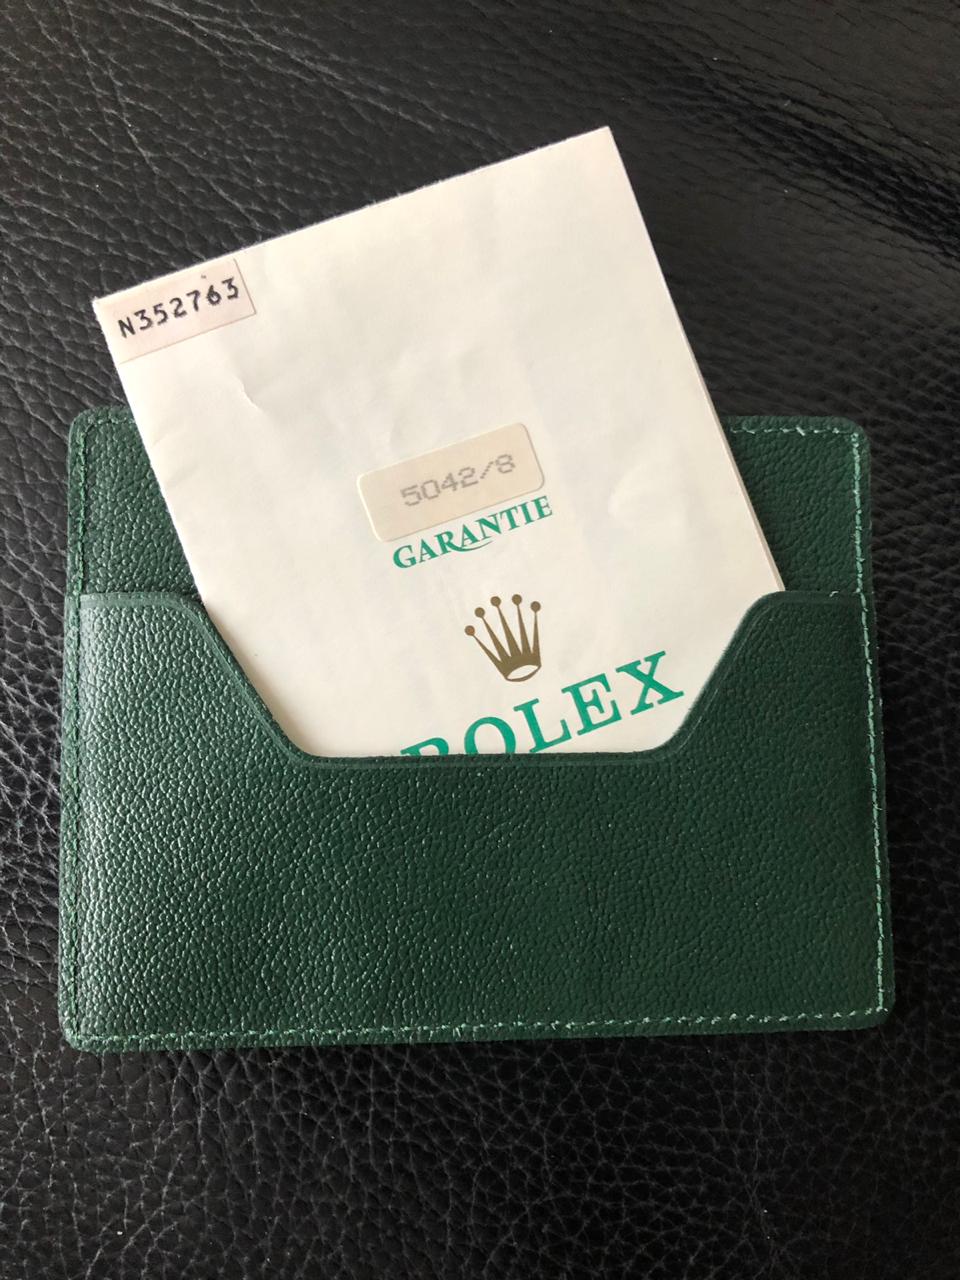 N352763
5042/8
GARANTIE
ROLEX